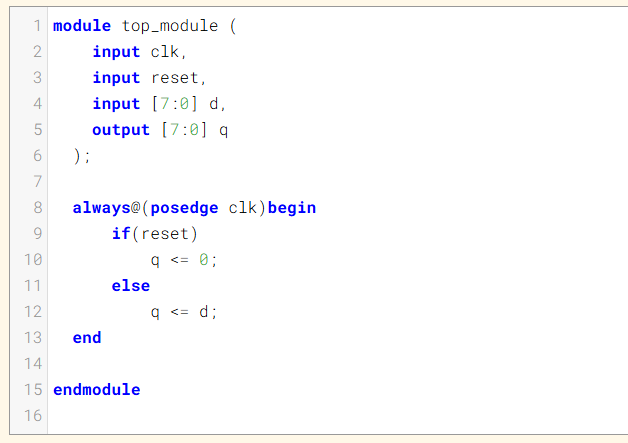 1 module top_module (
2 input clk,
3 input reset,
4 input [7:0] d,
5 output [7:0] q
6 );
7
8 always@(posedge clk)begin
9 if(reset)
10 q <= 0;
11 else
12 q <= d;
13 end
14
15 endmodule
16